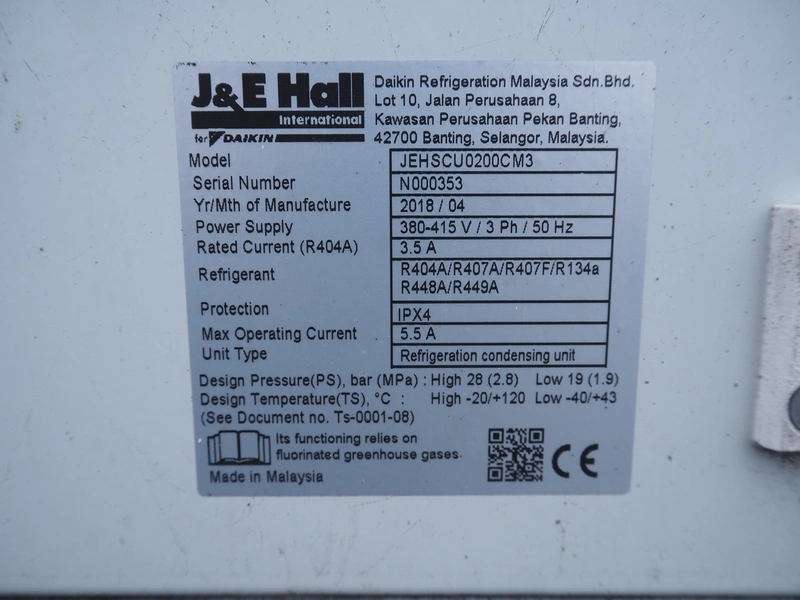 J&E Hall
International
for DAIKIN
Daikin Refrigeration Malaysia Sdn.Bhd.
Lot 10, Jalan Perusahaan 8,
Kawasan Perusahaan Pekan Banting,
42700 Banting, Selangor, Malaysia.
Model JEHSCU0200CM3
Serial Number N000353
Yr/Mth of Manufacture 2018 / 04
Power Supply 380-415 V / 3 Ph / 50 Hz
Rated Current (R404A) 3.5 A
Refrigerant R404A/R407A/R407F/R134a
R448A/R449A
Protection IPX4
Max Operating Current 5.5 A
Unit Type Refrigeration condensing unit
Design Pressure(PS), bar (MPa) : High 28 (2.8) Low 19 (1.9)
Design Temperature(TS), °C : High -20/+120 Low -40/+43
(See Document no. Ts-0001-08)
Its functioning relies on
fluorinated greenhouse gases.
CE
Made in Malaysia